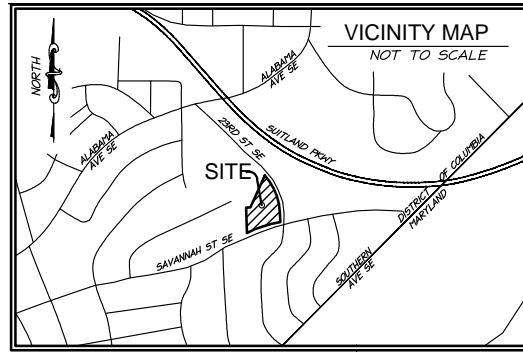 VICINITY MAP
NOT TO SCALE
NORTH
ALABAMA
AVE SE
ALABAMA
AVE SE
23RD ST SE
SUITLAND PKWY
SITE
DISTRICT OF COLUMBIA
MARYLAND
SAVANNAH ST SE
SOUTHERN
AVE SE